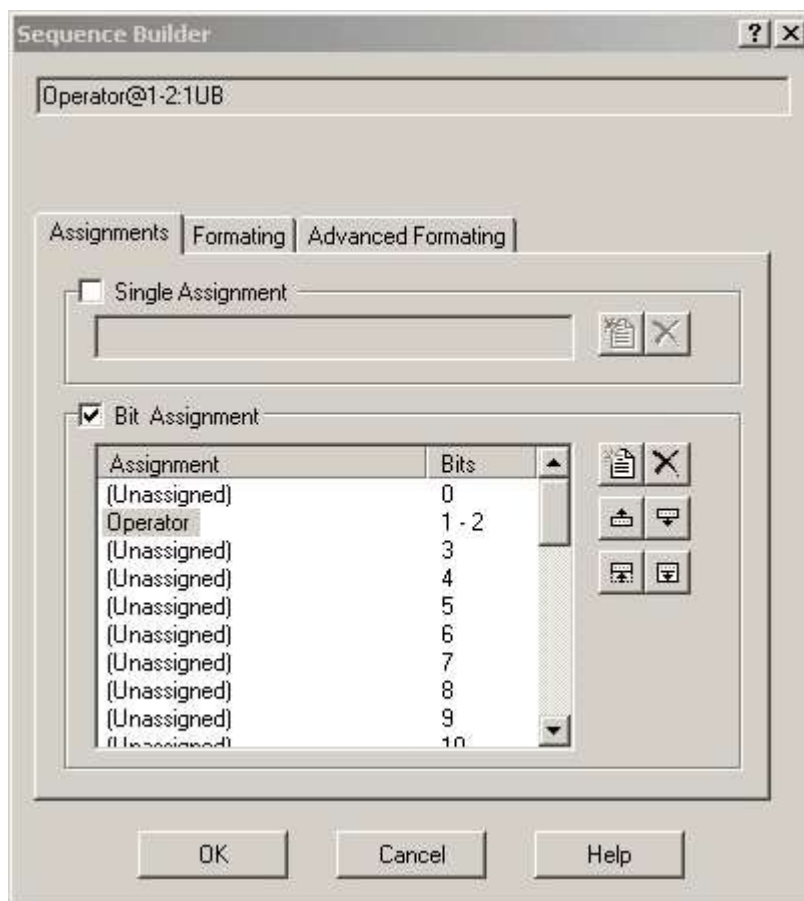 Sequence Builder
Operator@1-2:1UB
Assignments Formating Advanced Formating
Single Assignment
Bit Assignment
Assignment Bits
(Unassigned) 0
Operator 1 - 2
(Unassigned) 3
(Unassigned) 4
(Unassigned) 5
(Unassigned) 6
(Unassigned) 7
(Unassigned) 8
(Unassigned) 9
(Unassigned) 10
OK Cancel Help